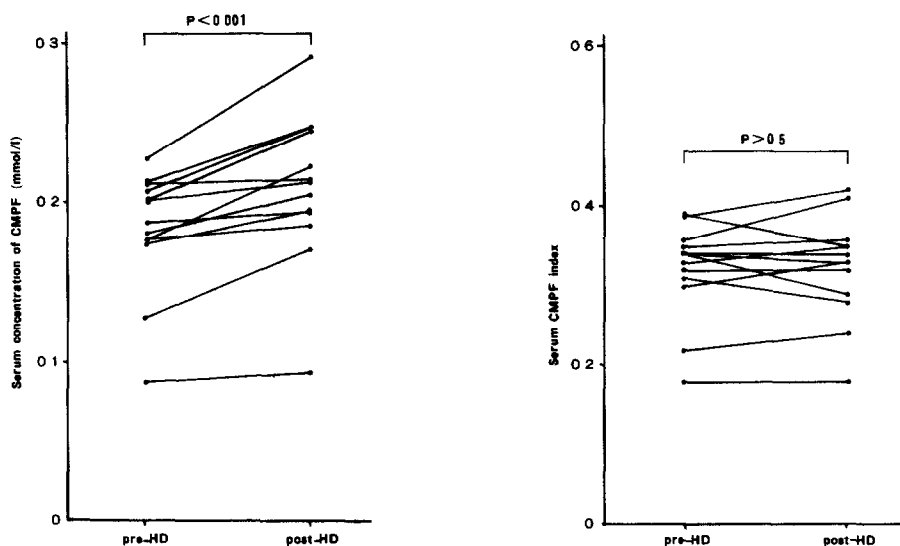 P<0 001
0 3
0 2
0 1
0
Serum concentration of CMPF (mmol/l)
pre-HD
post-HD
0 6
P>0 5
0 4
0 2
0
Serum CMPF index
pre-HD
post-HD